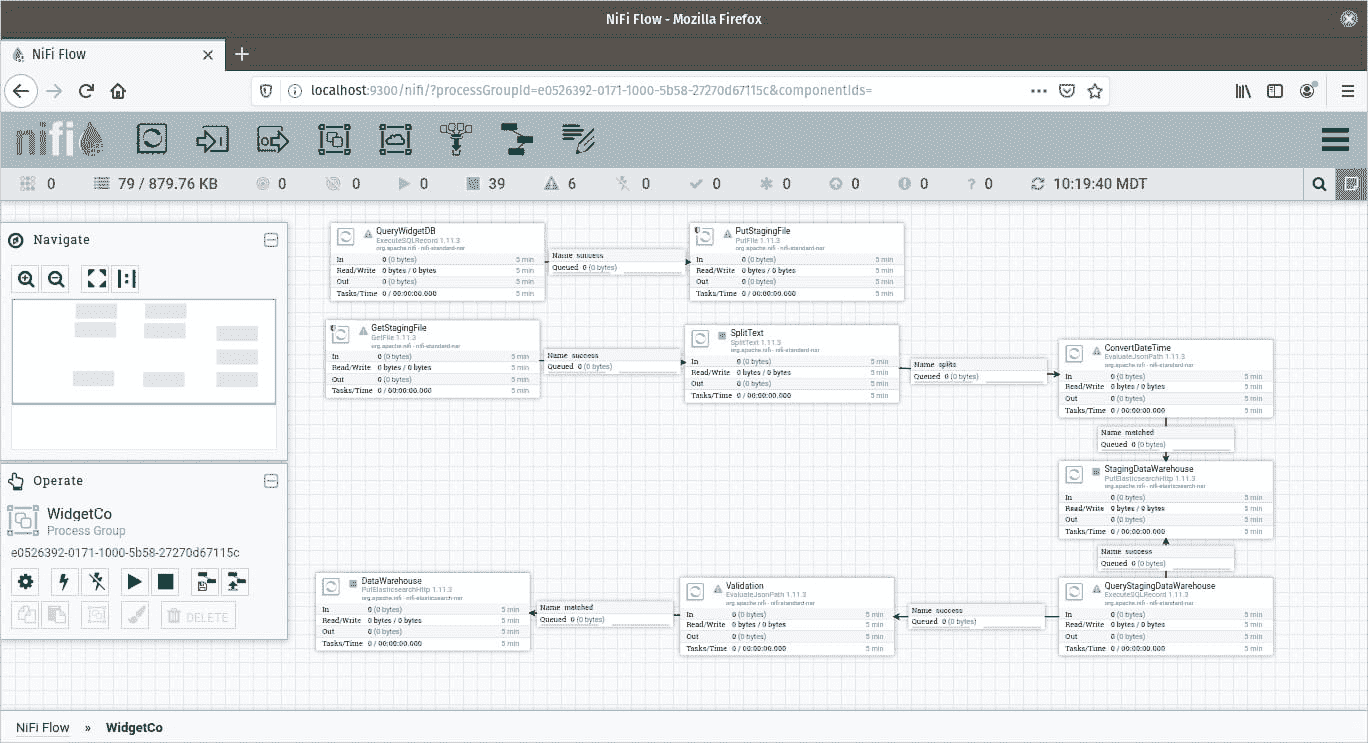 NiFi Flow - Mozilla Firefox
NiFi Flow
localhost:9300/nifi/?processGroupId=e0526392-0171-1000-5b58-27270d67115c&componentIds=
nifi
0 79 / 879.76 KB 0 0 0 39 6 0 0 0 0 0 ? 0 10:19:40 MDT
Navigate
Operate
WidgetCo
Process Group
e0526392-0171-1000-5b58-27270d67115c
DELETE
QueryWidgetDB
ExecuteSQLRecord 1.11.3
org.apache.nifi - nifi-standard-nar
In 0 (0 bytes) 5 min
Read/Write 0 bytes / 0 bytes 5 min
Out 0 (0 bytes) 5 min
Tasks/Time 0 / 00:00:00.000 5 min
Name success
Queued 0 (0 bytes)
PutStagingFile
PutFile 1.11.3
org.apache.nifi - nifi-standard-nar
In 0 (0 bytes) 5 min
Read/Write 0 bytes / 0 bytes 5 min
Out 0 (0 bytes) 5 min
Tasks/Time 0 / 00:00:00.000 5 min
GetStagingFile
GetFile 1.11.3
org.apache.nifi - nifi-standard-nar
In 0 (0 bytes) 5 min
Read/Write 0 bytes / 0 bytes 5 min
Out 0 (0 bytes) 5 min
Tasks/Time 0 / 00:00:00.000 5 min
Name success
Queued 0 (0 bytes)
SplitText
SplitText 1.11.3
org.apache.nifi - nifi-standard-nar
In 0 (0 bytes) 5 min
Read/Write 0 bytes / 0 bytes 5 min
Out 0 (0 bytes) 5 min
Tasks/Time 0 / 00:00:00.000 5 min
Name splits
Queued 0 (0 bytes)
ConvertDateTime
EvaluateJsonPath 1.11.3
org.apache.nifi - nifi-standard-nar
In 0 (0 bytes) 5 min
Read/Write 0 bytes / 0 bytes 5 min
Out 0 (0 bytes) 5 min
Tasks/Time 0 / 00:00:00.000 5 min
Name matched
Queued 0 (0 bytes)
StagingDataWarehouse
PutElasticsearchHttp 1.11.3
org.apache.nifi - nifi-elasticsearch-nar
In 0 (0 bytes) 5 min
Read/Write 0 bytes / 0 bytes 5 min
Out 0 (0 bytes) 5 min
Tasks/Time 0 / 00:00:00.000 5 min
Name success
Queued 0 (0 bytes)
QueryStagingDataWarehouse
ExecuteSQLRecord 1.11.3
org.apache.nifi - nifi-standard-nar
In 0 (0 bytes) 5 min
Read/Write 0 bytes / 0 bytes 5 min
Out 0 (0 bytes) 5 min
Tasks/Time 0 / 00:00:00.000 5 min
Name success
Queued 0 (0 bytes)
Validation
EvaluateJsonPath 1.11.3
org.apache.nifi - nifi-standard-nar
In 0 (0 bytes) 5 min
Read/Write 0 bytes / 0 bytes 5 min
Out 0 (0 bytes) 5 min
Tasks/Time 0 / 00:00:00.000 5 min
Name matched
Queued 0 (0 bytes)
DataWarehouse
PutElasticsearchHttp 1.11.3
org.apache.nifi - nifi-elasticsearch-nar
In 0 (0 bytes) 5 min
Read/Write 0 bytes / 0 bytes 5 min
Out 0 (0 bytes) 5 min
Tasks/Time 0 / 00:00:00.000 5 min
NiFi Flow » WidgetCo